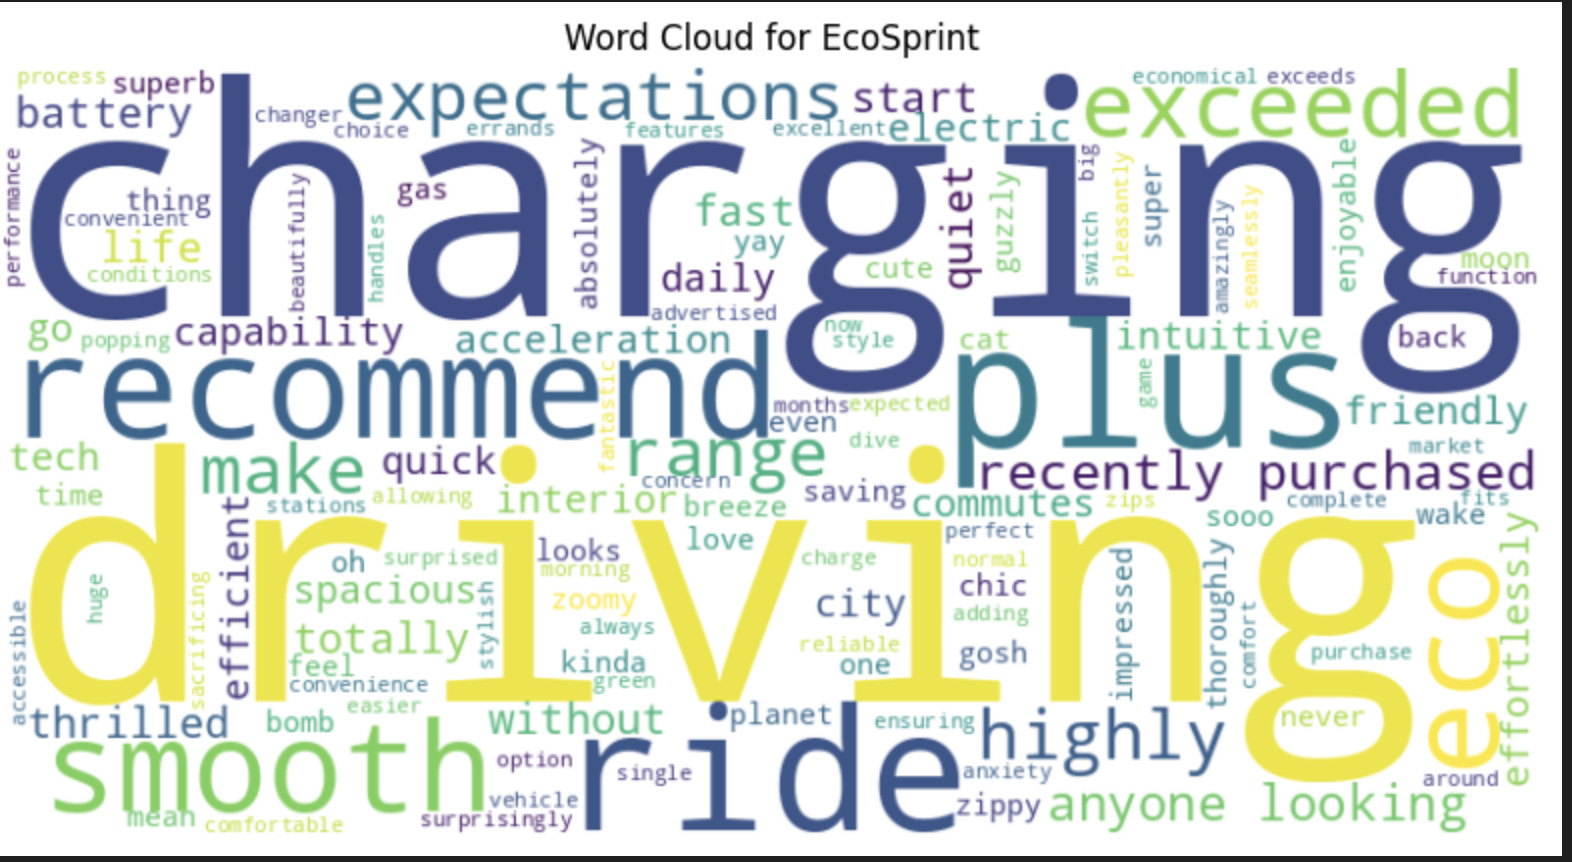 Word Cloud for EcoSprint
process superb
battery
changer
choice
expectations
errands
features
start
excellent
electric
economical exceeds
exceeded
charging
performance
thing
convenient
life
conditions
beautifully
handles
gas
absolutely
fast
yay
daily
advertised
cute
quiet
guzzly
big
switch
pleasantly
super
amazingly
seamlessly
enjoyable
moon
function
go
popping
capability
acceleration
now
style
cat
intuitive
back
recommend
fantastic
months
expected
even
plus
game
friendly
market
dive
tech
time
make
quick
range
concern
saving
recently purchased
stations
allowing
interior
breeze
commutes
zips
complete
fits
wake
sooo
driving
accessible
huge
sacrificing
efficient
oh
surprised
spacious
totally
feel
convenience
easier
stylish
looks
morning
zoomy
always
kinda
green
love
charge
city
reliable
one
perfect
normal
chic
adding
gosh
impressed
thoroughly
comfort
purchase
never
eco
effortlessly
thrilled
bomb
without
planet
ensuring
highly
smooth
mean
comfortable
option
vehicle
surprisingly
single
ride
anxiety
zippy
anyone looking
around